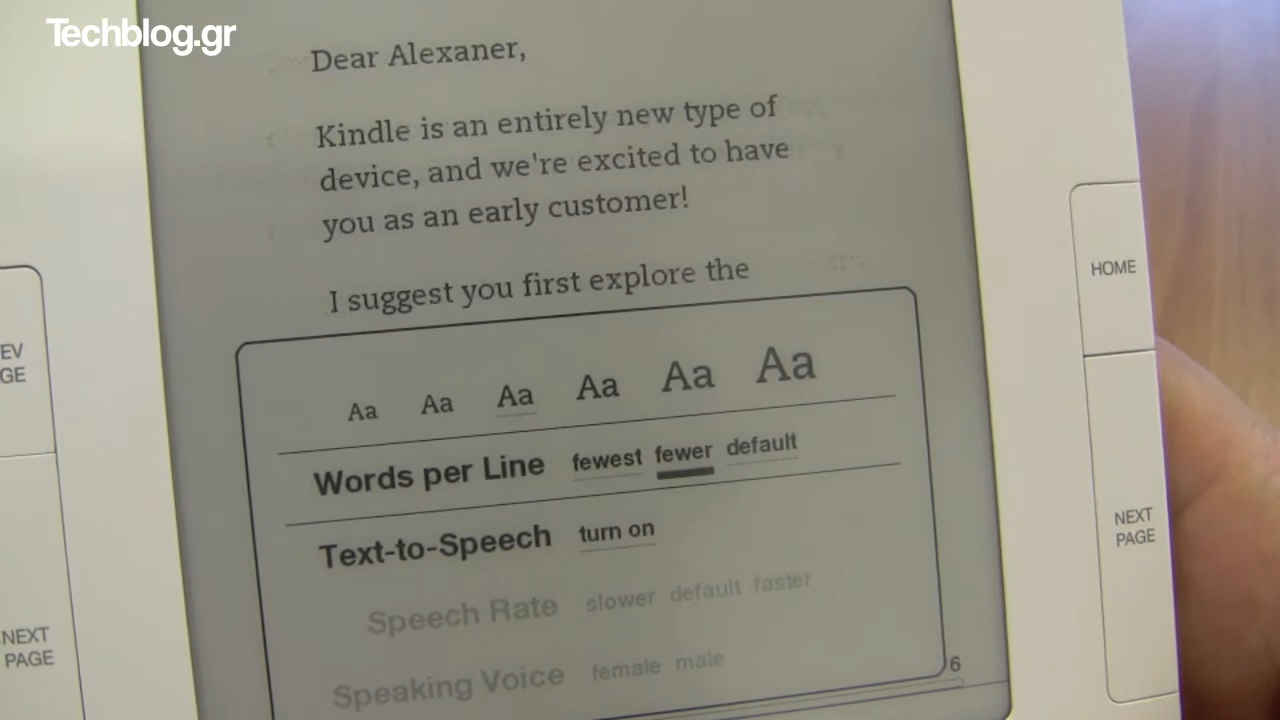 Techblog.gr
Dear Alexaner,
Kindle is an entirely new type of
device, and we're excited to have
you as an early customer!
I suggest you first explore the
Aa Aa Aa Aa Aa Aa
Words per Line fewest fewer default
Text-to-Speech turn on
Speech Rate slower default faster
Speaking Voice female male
6
EV
GE
NEXT
PAGE
HOME
NEXT
PAGE